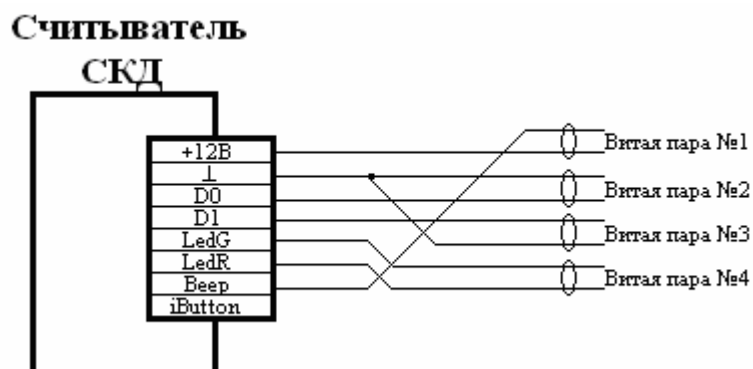 Считыватель
СКД
+12В
⊥
D0
D1
LedG
LedR
Beep
iButton
Витая пара №1
Витая пара №2
Витая пара №3
Витая пара №4